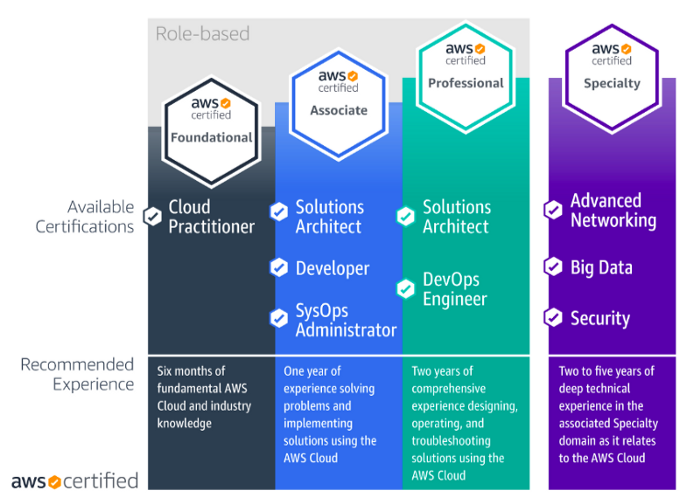 Role-based
aws
certified
Foundational
aws
certified
Associate
aws
certified
Professional
aws
certified
Specialty
Available
Certifications
Cloud
Practitioner
Solutions
Architect
Developer
SysOps
Administrator
Solutions
Architect
DevOps
Engineer
Advanced
Networking
Big Data
Security
Recommended
Experience
Six months of
fundamental AWS
Cloud and industry
knowledge
One year of
experience solving
problems and
implementing
solutions using the
AWS Cloud
Two years of
comprehensive
experience designing,
operating, and
troubleshooting
solutions using the
AWS Cloud
Two to five years of
deep technical
experience in the
associated Specialty
domain as it relates
to the AWS Cloud
aws certified